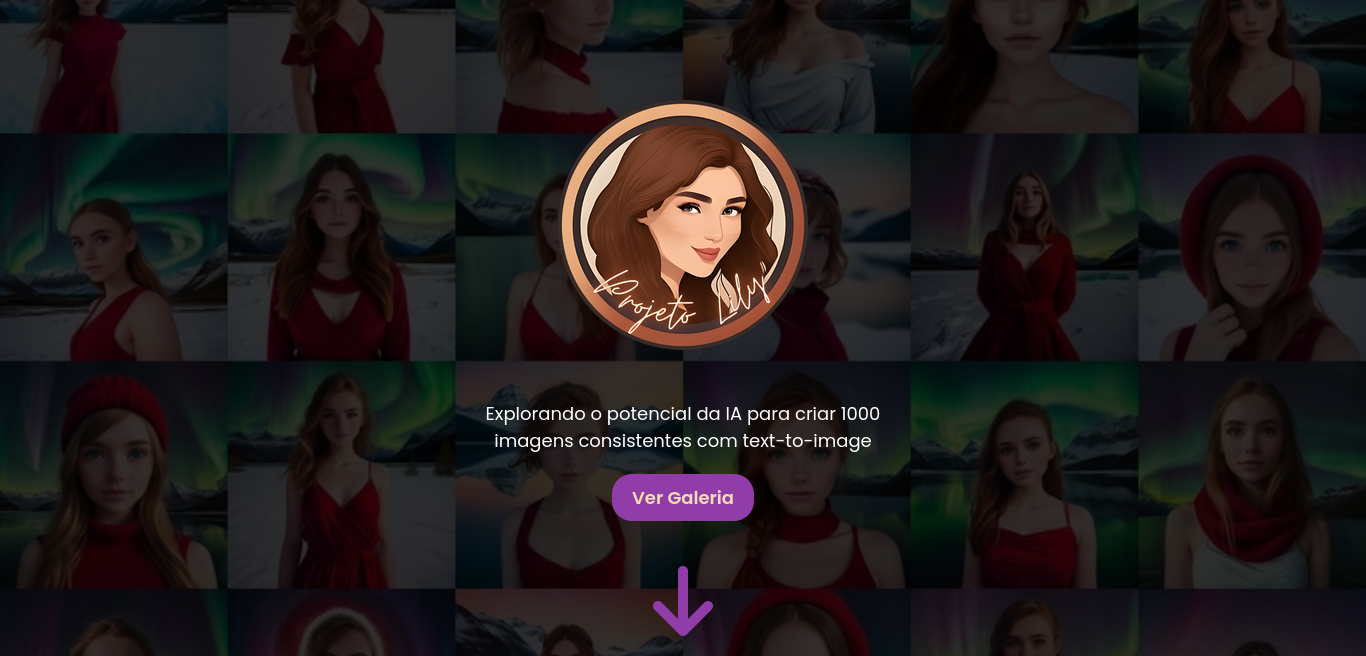 Projeto Lily
Explorando o potencial da IA para criar 1000
imagens consistentes com text-to-image
Ver Galeria